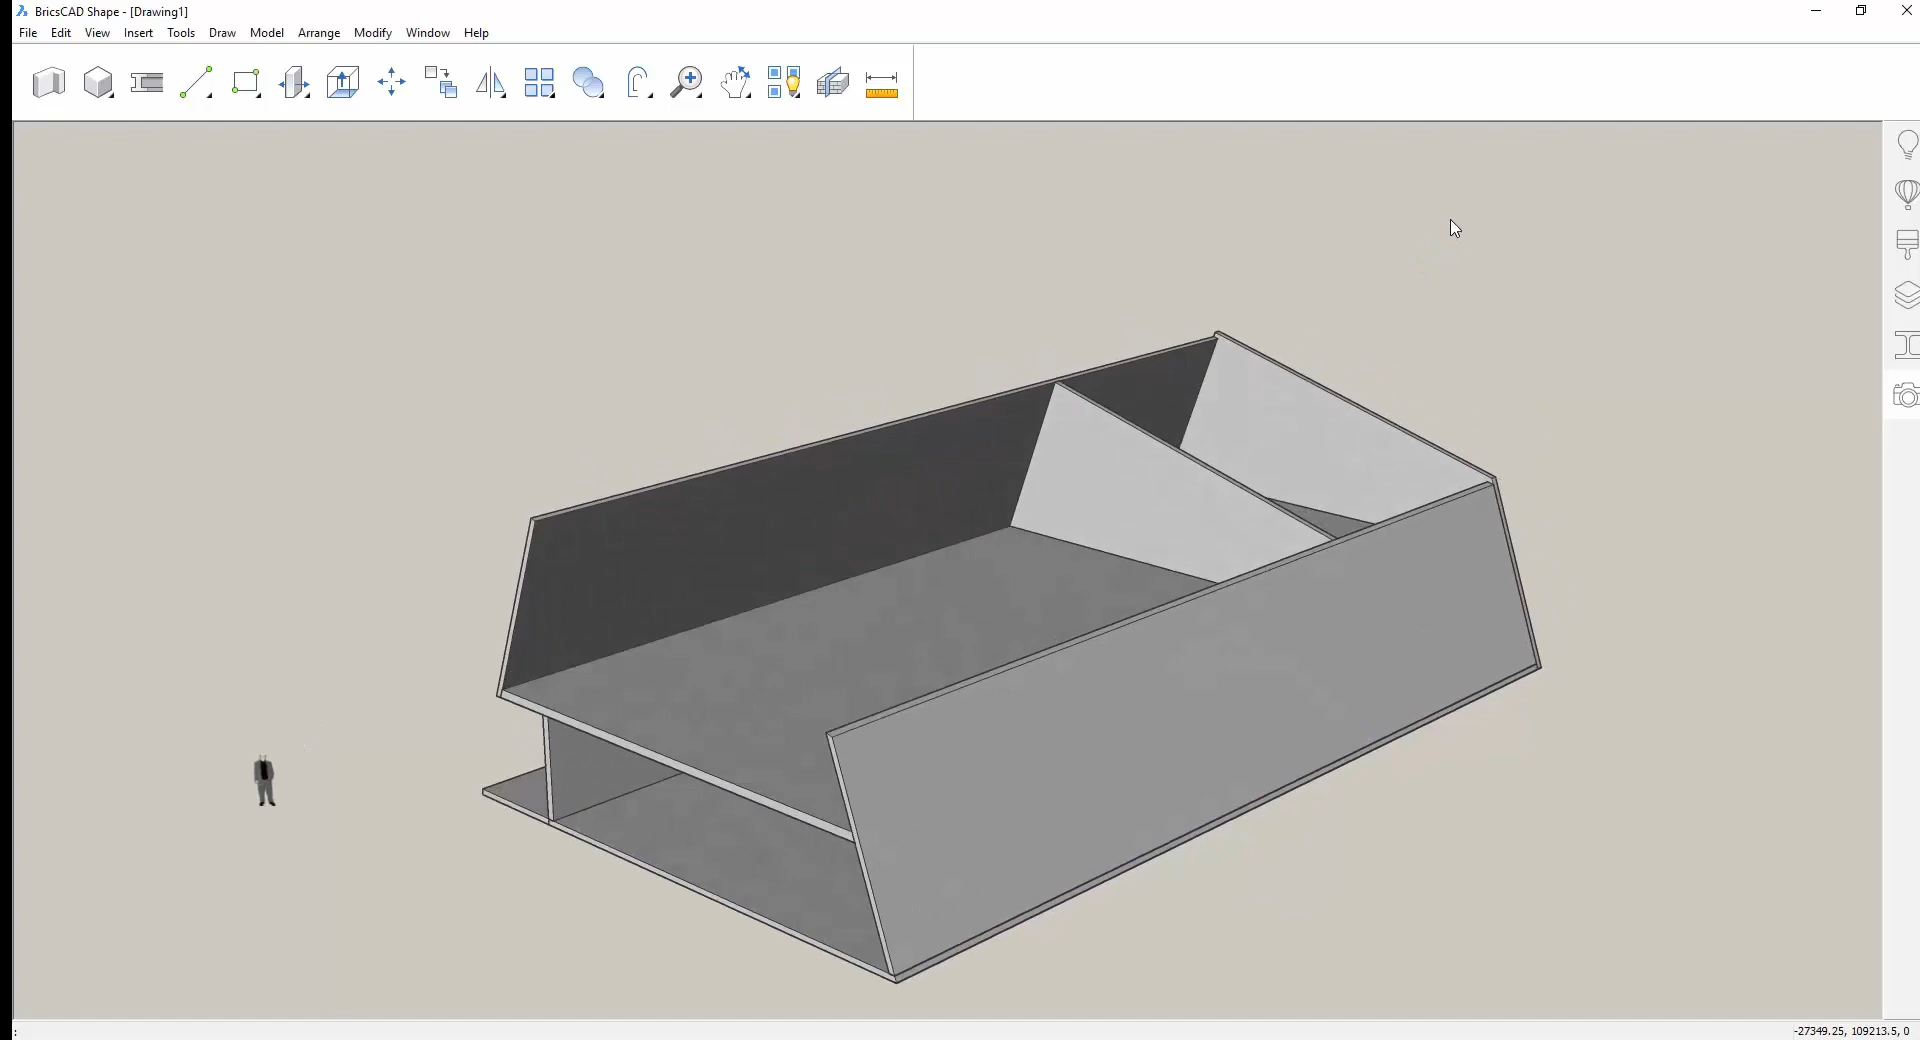 BricsCAD Shape - [Drawing1]
File Edit View Insert Tools Draw Model Arrange Modify Window Help
:
-27349.25, 109213.5, 0